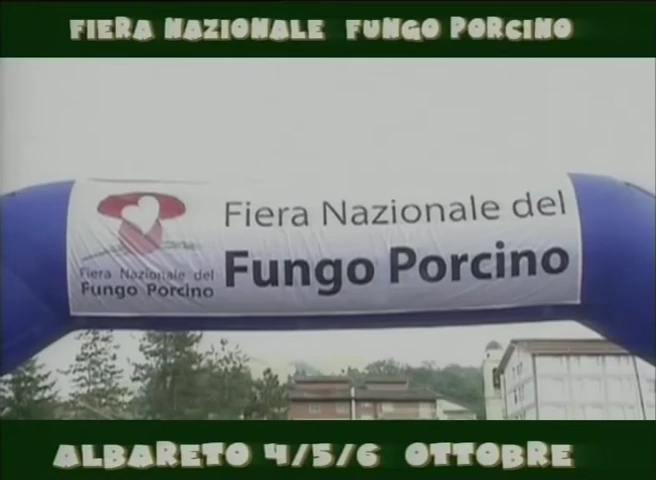 FIERA NAZIONALE FUNGO PORCINO
Fiera Nazionale del
Fungo Porcino
Fiera Nazionale del
Fungo Porcino
ALBARETO 4/5/6 OTTOBRE